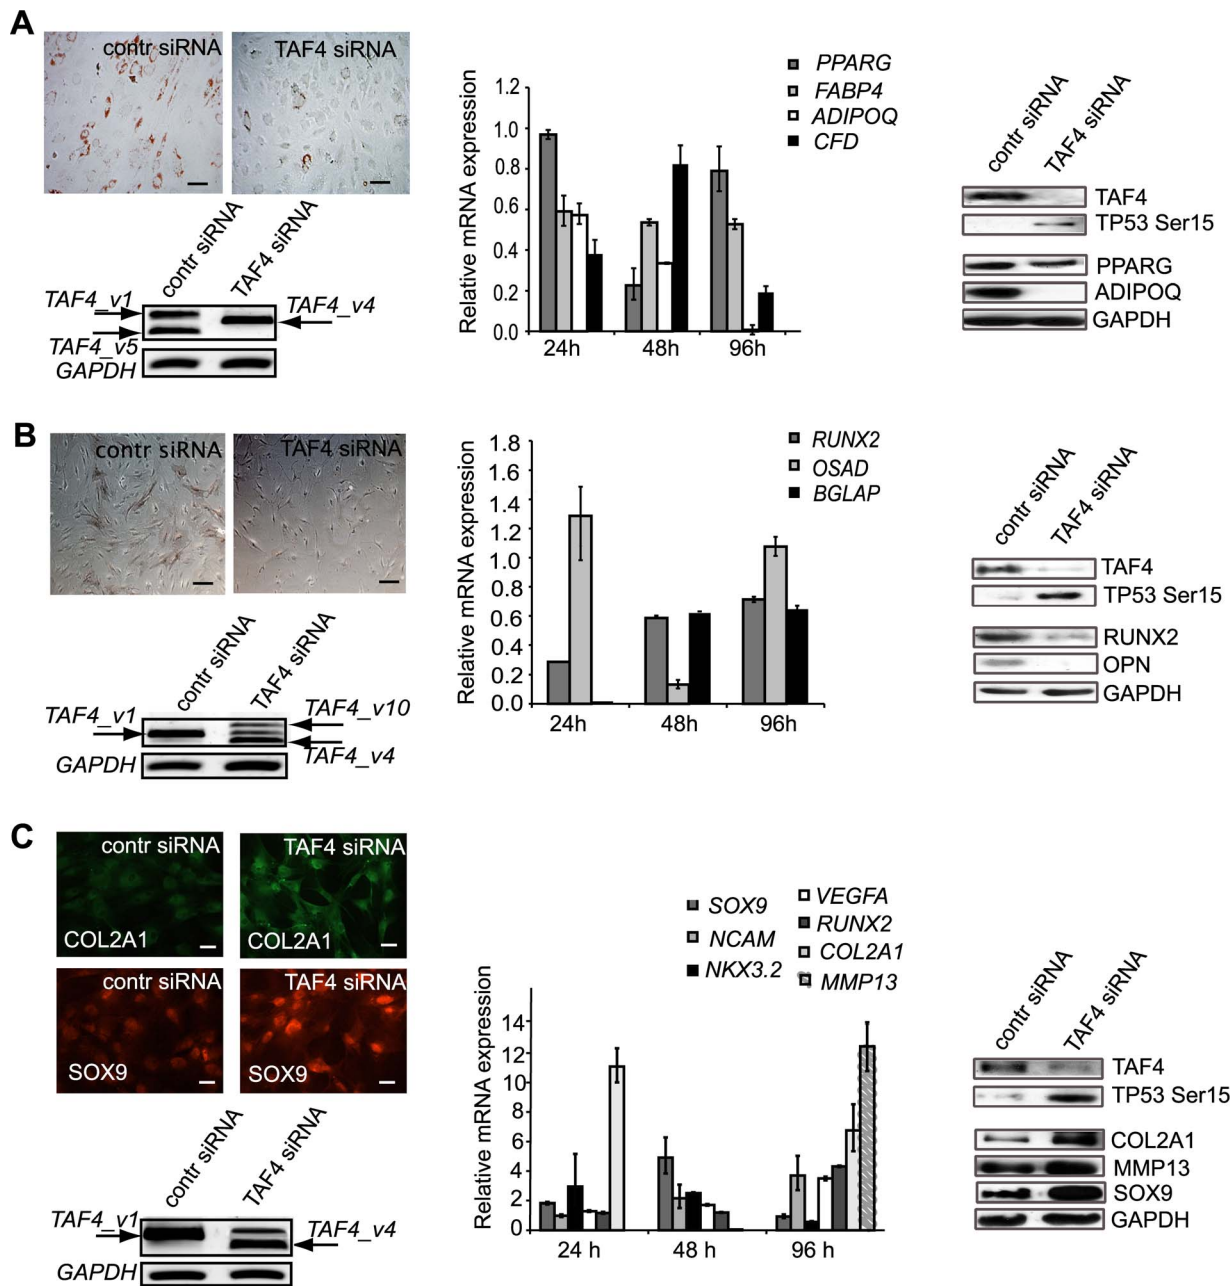 A
contr siRNA
TAF4 siRNA
contr siRNA
TAF4 siRNA
TAF4_v1
TAF4_v4
TAF4_v5
GAPDH
Relative mRNA expression
1.2
1.0
0.8
0.6
0.4
0.2
0.0
24h
48h
96h
PPARG
FABP4
ADIPOQ
CFD
contr siRNA
TAF4 siRNA
TAF4
TP53 Ser15
PPARG
ADIPOQ
GAPDH
B
contr siRNA
TAF4 siRNA
contr siRNA
TAF4 siRNA
TAF4_v1
TAF4_v10
TAF4_v4
GAPDH
Relative mRNA expression
1.8
1.6
1.4
1.2
1.0
0.8
0.6
0.4
0.2
0.0
24h
48h
96h
RUNX2
OSAD
BGLAP
contr siRNA
TAF4 siRNA
TAF4
TP53 Ser15
RUNX2
OPN
GAPDH
C
contr siRNA
COL2A1
TAF4 siRNA
COL2A1
contr siRNA
SOX9
TAF4 siRNA
SOX9
contr siRNA
TAF4 siRNA
TAF4_v1
TAF4_v4
GAPDH
Relative mRNA expression
14
12
10
8
6
4
2
0
24 h
48 h
96 h
SOX9
NCAM
NKX3.2
VEGFA
RUNX2
COL2A1
MMP13
contr siRNA
TAF4 siRNA
TAF4
TP53 Ser15
COL2A1
MMP13
SOX9
GAPDH